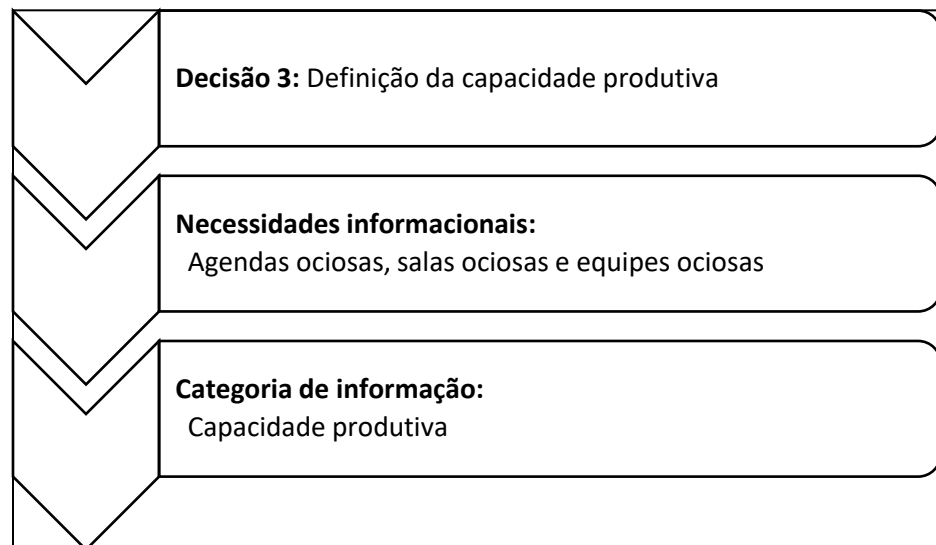 Decisão 3: Definição da capacidade produtiva
Necessidades informacionais:
Agendas ociosas, salas ociosas e equipes ociosas
Categoria de informação:
Capacidade produtiva